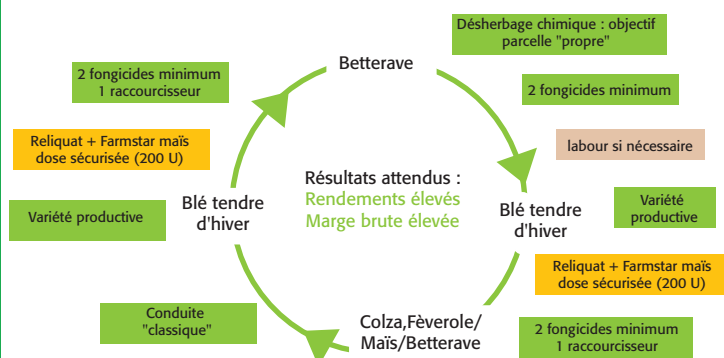 Désherbage chimique : objectif
parcelle "propre"
Betterave
2 fongicides minimum
1 raccourcisseur
2 fongicides minimum
Reliquat + Farmstar maïs
dose sécurisée (200 U)
labour si nécessaire
Résultats attendus :
Rendements élevés
Marge brute élevée
Variété productive
Blé tendre
d'hiver
Blé tendre
d'hiver
Variété
productive
Reliquat + Farmstar maïs
dose sécurisée (200 U)
Conduite
"classique"
Colza,Fèverole/
Maïs/Betterave
2 fongicides minimum
1 raccourcisseur